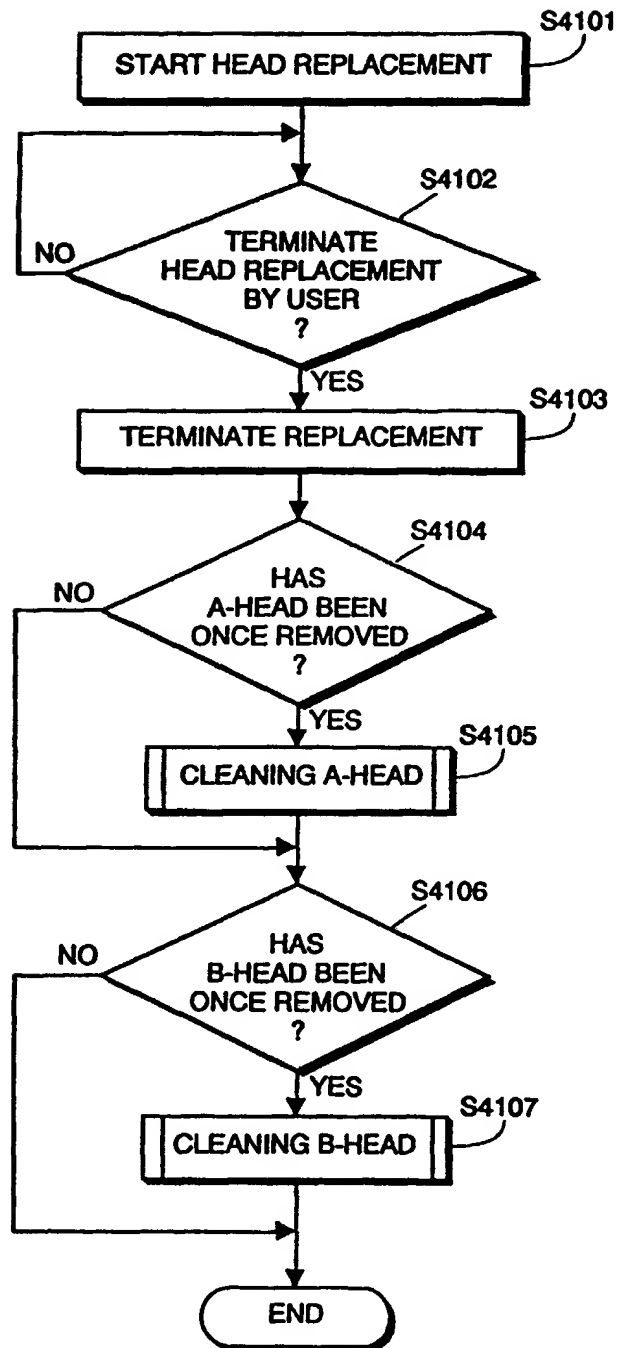 S4101
START HEAD REPLACEMENT
S4102
NO
TERMINATE
HEAD REPLACEMENT
BY USER
?
YES
S4103
TERMINATE REPLACEMENT
S4104
NO
HAS
A-HEAD BEEN
ONCE REMOVED
?
YES
S4105
CLEANING A-HEAD
S4106
NO
HAS
B-HEAD BEEN
ONCE REMOVED
?
YES
S4107
CLEANING B-HEAD
END